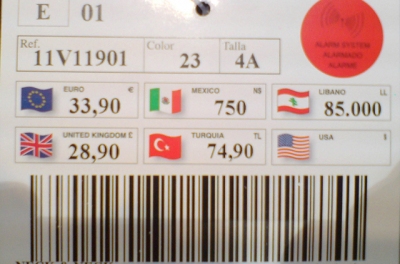 E 01
Ref. Color Talla
11V11901 23 4A
ALARM SYSTEM
ALARMADO
ALARME
EURO € MEXICO N$ LIBANO LL
33,90 750 85.000
UNITED KINGDOM £ TURQUIA TL USA $
28,90 74,90